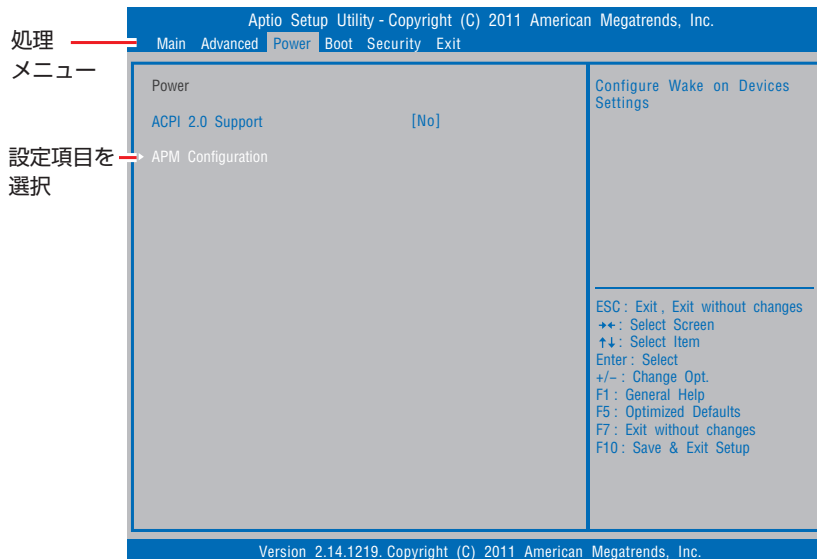 Aptio Setup Utility - Copyright (C) 2011 American Megatrends, Inc.
処理
メニュー
Main Advanced Power Boot Security Exit
Power
ACPI 2.0 Support [No]
設定項目を
選択
APM Configuration
Configure Wake on Devices
Settings
ESC : Exit , Exit without changes
→← : Select Screen
↑↓ : Select Item
Enter : Select
+/− : Change Opt.
F1 : General Help
F5 : Optimized Defaults
F7 : Exit without changes
F10 : Save & Exit Setup
Version 2.14.1219. Copyright (C) 2011 American Megatrends, Inc.